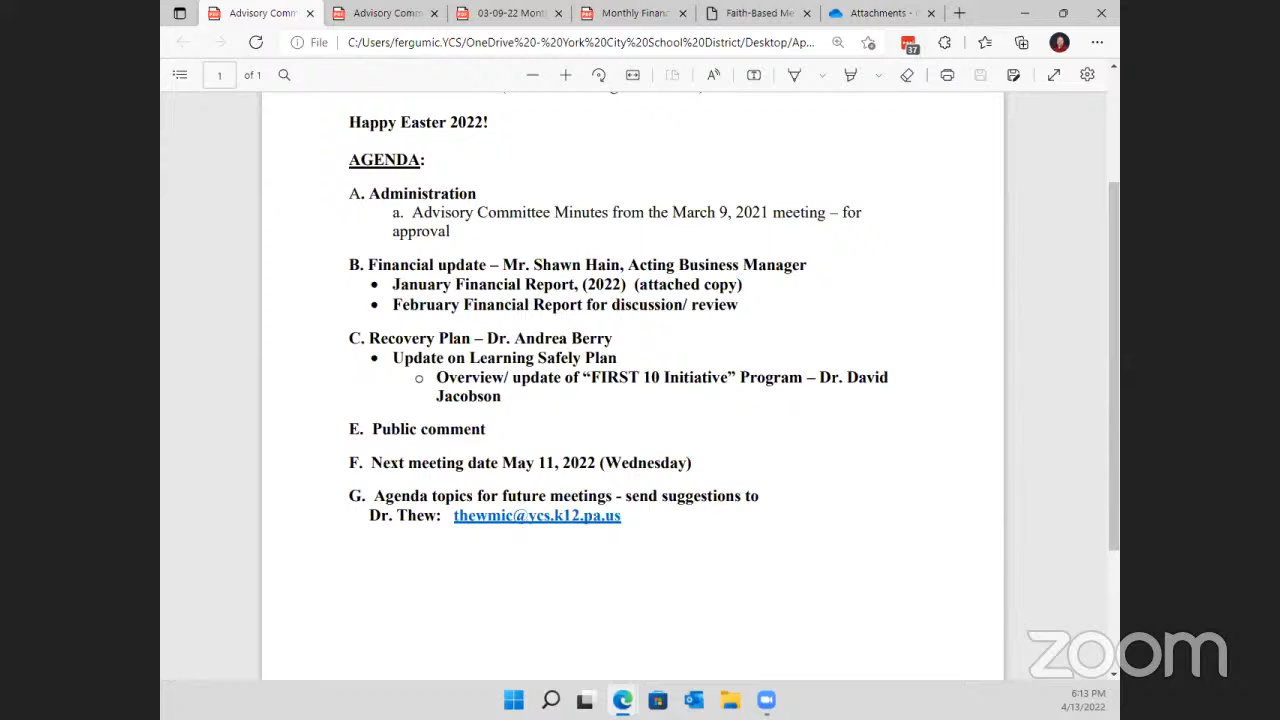 Advisory Comm
Advisory Comm
03-09-22 Mont
Monthly Financ
Faith-Based Me
Attachments -
File
C:/Users/fergumic.YCS/OneDrive%20-%20York%20City%20School%20District/Desktop/Ap...
37
1 of 1
Happy Easter 2022!
AGENDA:
A. Administration
a. Advisory Committee Minutes from the March 9, 2021 meeting – for
approval
B. Financial update – Mr. Shawn Hain, Acting Business Manager
• January Financial Report, (2022) (attached copy)
• February Financial Report for discussion/ review
C. Recovery Plan – Dr. Andrea Berry
• Update on Learning Safely Plan
o Overview/ update of “FIRST 10 Initiative” Program – Dr. David
Jacobson
E. Public comment
F. Next meeting date May 11, 2022 (Wednesday)
G. Agenda topics for future meetings - send suggestions to
Dr. Thew: thewmic@ycs.k12.pa.us
zoom
6:13 PM
4/13/2022